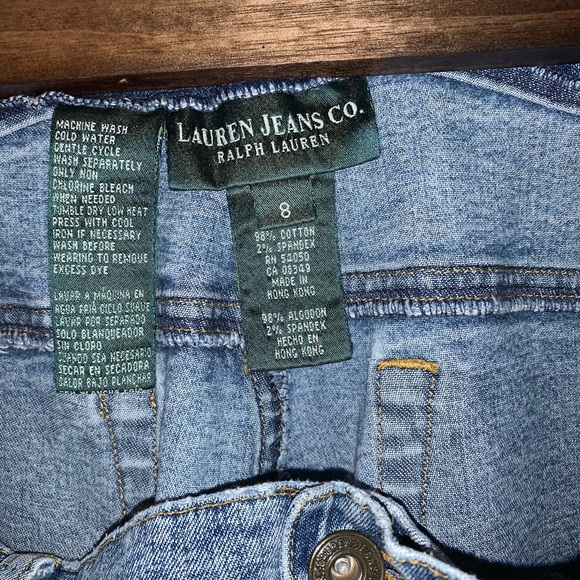 MACHINE WASH
COLD WATER
GENTLE CYCLE
WASH SEPARATELY
ONLY NON
CHLORINE BLEACH
WHEN NEEDED
TUMBLE DRY LOW HEAT
PRESS WITH COOL
IRON IF NECESSARY
WASH BEFORE
WEARING TO REMOVE
EXCESS DYE
LAVAR A MAQUINA EN
AGUA FRIA CICLO SUAVE
LAVAR POR SEPARADO
SOLO BLANQUEADOR
SIN CLORO
CUANDO SEA NECESARIO
SECAR EN SECADORA
CALOR BAJO PLANCHAR
LAUREN JEANS CO.
RALPH LAUREN
8
98% COTTON
2% SPANDEX
RN 52050
CA 08349
MADE IN
HONG KONG
98% ALGODON
2% SPANDEX
HECHO EN
HONG KONG